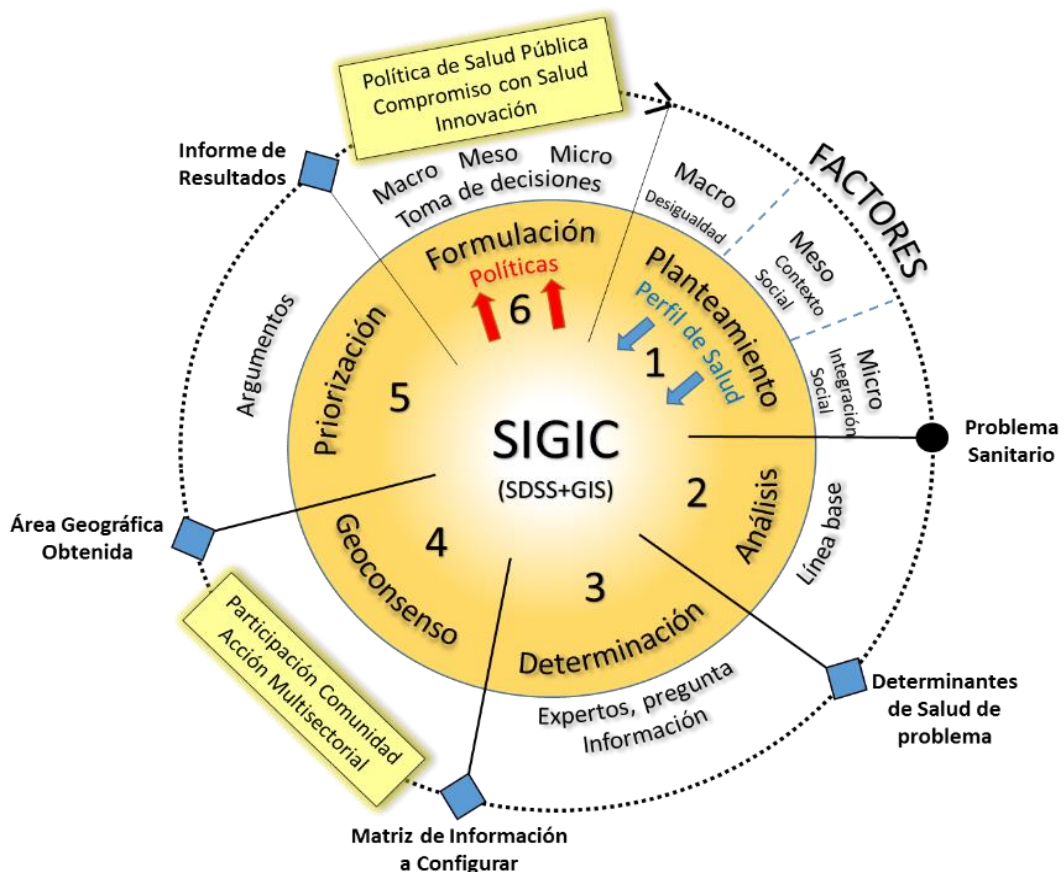 Política de Salud Pública
Compromiso con Salud
Innovación
Informe de
Resultados
Macro Meso Micro
Toma de decisiones
Formulación
Políticas
6
FACTORES
Macro
Desigualdad
Meso
Contexto
Social
Micro
Integración
Social
Planteamiento
Perfil de Salud
1
Problema
Sanitario
SIGIC
(SDSS+GIS)
2
Análisis
Línea base
Determinantes
de Salud de
problema
3
Determinación
Expertos, pregunta
Información
Matriz de Información
a Configurar
4
Geoconsenso
Participación Comunidad
Acción Multisectorial
Área Geográfica
Obtenida
5
Priorización
Argumentos